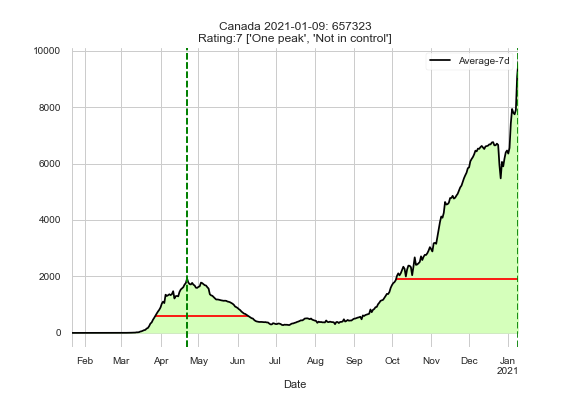 Canada 2021-01-09: 657323
Rating:7 ['One peak', 'Not in control']
Average-7d
10000
8000
6000
4000
2000
0
Feb Mar Apr May Jun Jul Aug Sep Oct Nov Dec Jan
2021
Date